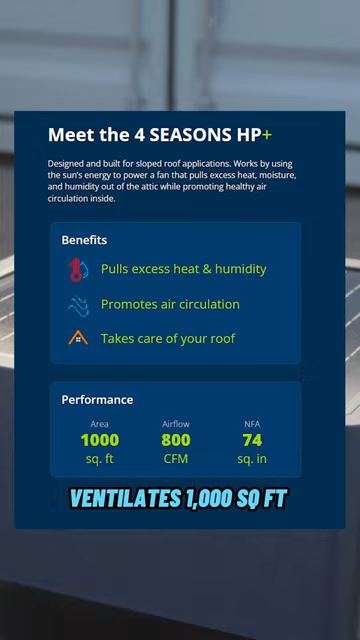 Meet the 4 SEASONS HP+
Designed and built for sloped roof applications. Works by using
the sun's energy to power a fan that pulls excess heat, moisture,
and humidity out of the attic while promoting healthy air
circulation inside.
Benefits
Pulls excess heat & humidity
Promotes air circulation
Takes care of your roof
Performance
Area Airflow NFA
1000 800 74
sq. ft CFM sq. in
VENTILATES 1,000 SQ FT